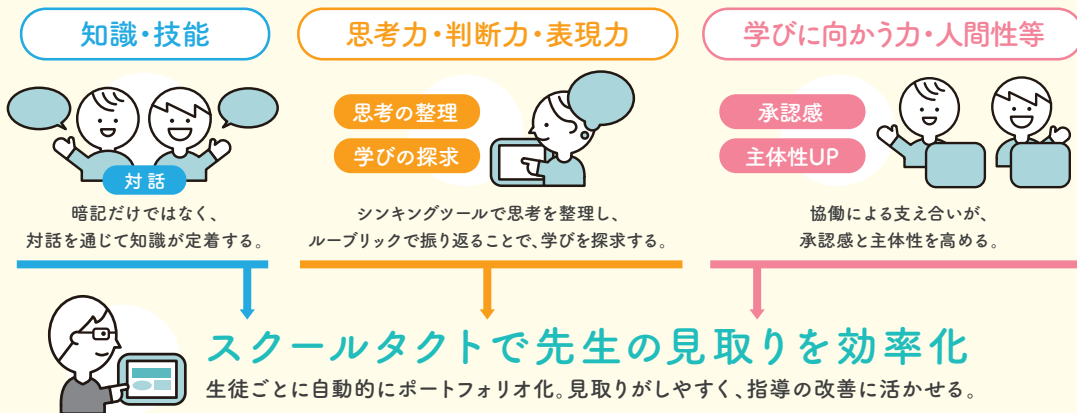 知識・技能
対話
暗記だけではなく、
対話を通じて知識が定着する。
思考力・判断力・表現力
思考の整理
学びの探求
シンキングツールで思考を整理し、
ルーブリックで振り返ることで、学びを探求する。
学びに向かう力・人間性等
承認感
主体性UP
協働による支え合いが、
承認感と主体性を高める。
スクールタクトで先生の見取りを効率化
生徒ごとに自動的にポートフォリオ化。見取りがしやすく、指導の改善に活かせる。